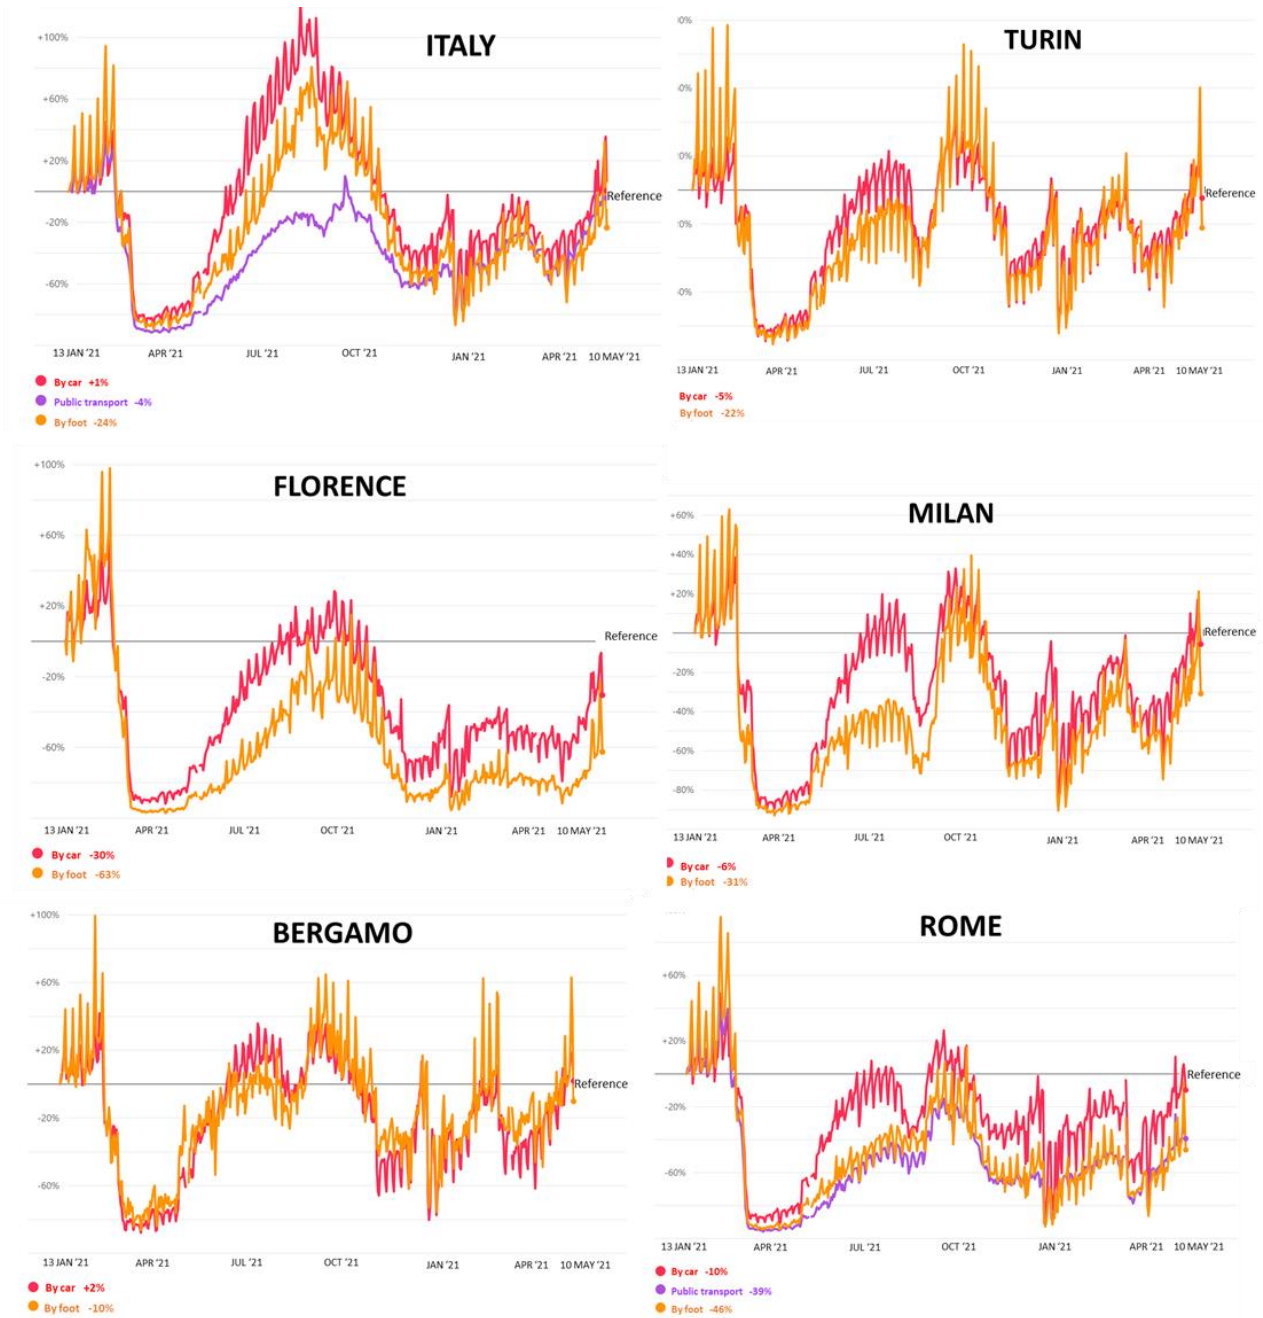 ITALY
+100%
+60%
+20%
-20%
-60%
Reference
13 JAN '21 APR '21 JUL '21 OCT '21 JAN '21 APR '21 10 MAY '21
By car +1%
Public transport -4%
By foot -24%
TURIN
0%
0%
0%
0%
0%
Reference
13 JAN '21 APR '21 JUL '21 OCT '21 JAN '21 APR '21 10 MAY '21
By car -5%
By foot -22%
FLORENCE
+100%
+60%
+20%
-20%
-60%
Reference
13 JAN '21 APR '21 JUL '21 OCT '21 JAN '21 APR '21 10 MAY '21
By car -30%
By foot -63%
MILAN
+60%
+40%
+20%
-20%
-40%
-60%
-80%
Reference
13 JAN '21 APR '21 JUL '21 OCT '21 JAN '21 APR '21 10 MAY '21
By car -6%
By foot -31%
BERGAMO
+100%
+60%
+20%
-20%
-60%
Reference
13 JAN '21 APR '21 JUL '21 OCT '21 JAN '21 APR '21 10 MAY '21
By car +2%
By foot -10%
ROME
+60%
+20%
-20%
-60%
Reference
13 JAN '21 APR '21 JUL '21 OCT '21 JAN '21 APR '21 10 MAY '21
By car -10%
Public transport -39%
By foot -46%